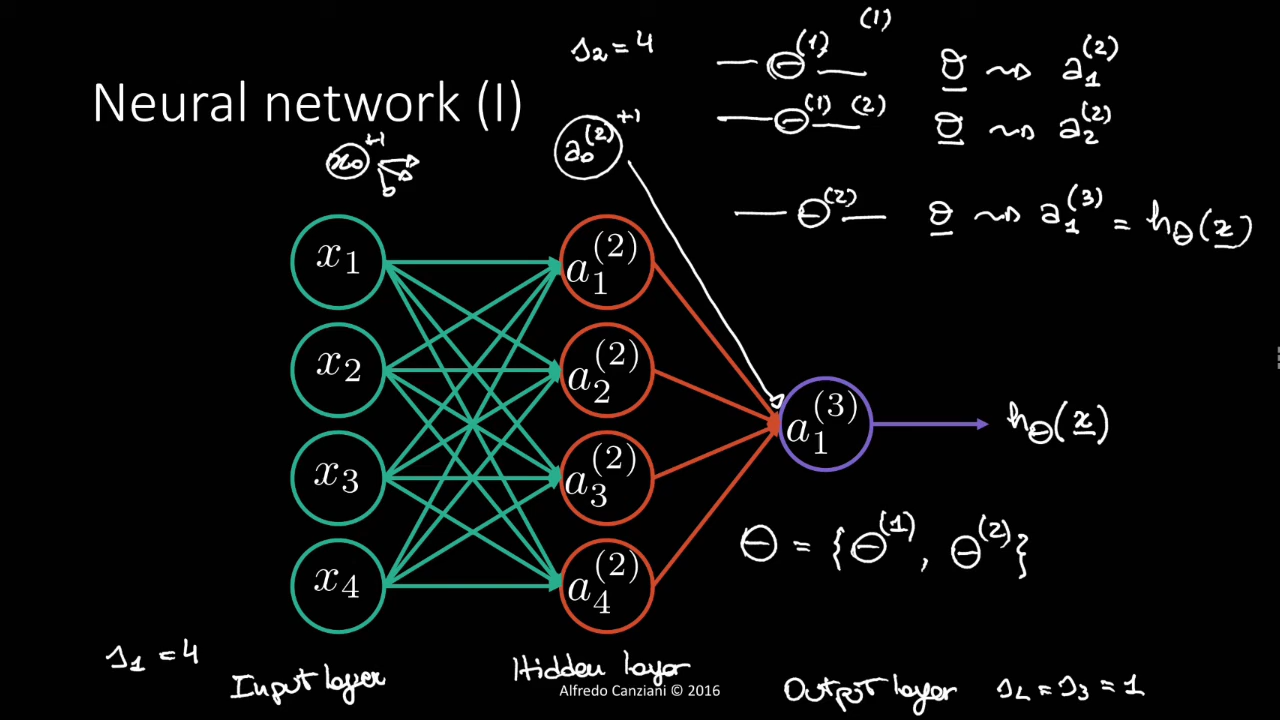 s₂ = 4
— Θ⁽¹⁾ — ⁽¹⁾ θ ⇝ a₁⁽²⁾
Neural network (I)
— Θ⁽¹⁾ — ⁽²⁾ θ ⇝ a₂⁽²⁾
x₀ +1
a₀⁽²⁾ +1
— Θ⁽²⁾ — θ ⇝ a₁⁽³⁾ = h_Θ(x)
x₁
a₁⁽²⁾
x₂
a₂⁽²⁾
a₁⁽³⁾
h_Θ(x)
x₃
a₃⁽²⁾
Θ = {Θ⁽¹⁾, Θ⁽²⁾}
x₄
a₄⁽²⁾
s₁ = 4
Input layer
Hidden layer
Alfredo Canziani © 2016
Output layer s_L = s₃ = 1